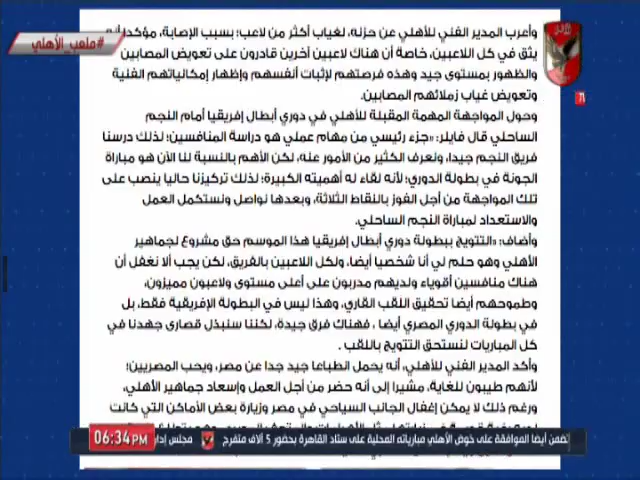 #ملعب_الأهلي
وأعرب المدير الفني للأهلي عن حزنه، لغياب أكثر من لاعب؛ بسبب الإصابة، مؤكدا أنه
يثق في كل اللاعبين، خاصة أن هناك لاعبين آخرين قادرون على تعويض المصابين
والظهور بمستوى جيد وهذه فرصتهم لإثبات أنفسهم وإظهار إمكانياتهم الفنية
وتعويض غياب زملائهم المصابين.
وحول المواجهة المهمة المقبلة للأهلي في دوري أبطال إفريقيا أمام النجم
الساحلي قال فايلر: «جزء رئيسي من مهام عملي هو دراسة المنافسين؛ لذلك درسنا
فريق النجم جيدا، ونعرف الكثير من الأمور عنه، لكن الأهم بالنسبة لنا الآن هو مباراة
الجونة في بطولة الدوري؛ لأنه لقاء له أهميته الكبيرة؛ لذلك تركيزنا حاليا ينصب على
تلك المواجهة من أجل الفوز بالنقاط الثلاثة، وبعدها نواصل ونستكمل العمل
والاستعداد لمباراة النجم الساحلي.
وأضاف: «التتويج ببطولة دوري أبطال إفريقيا هذا الموسم حق مشروع لجماهير
الأهلي وهو حلم لي أنا شخصيا أيضا، ولكل اللاعبين بالفريق، لكن يجب ألا نغفل أن
هناك منافسين أقوياء ولديهم مدربون على أعلى مستوى ولاعبون مميزون،
وطموحهم أيضا تحقيق اللقب القاري، وهذا ليس في البطولة الإفريقية فقط، بل
في بطولة الدوري المصري أيضا ، فهناك فرق جيدة، لكننا سنبذل قصارى جهدنا في
كل المباريات لنستحق التتويج باللقب .
وأكد المدير الفني للأهلي، أنه يحمل انطباعا جيد جدا عن مصر، ويحب المصريين؛
لأنهم طيبون للغاية، مشيرا إلى أنه حضر من أجل العمل وإسعاد جماهير الأهلي،
ورغم ذلك لا يمكن إغفال الجانب السياحي في مصر وزيارة بعض الأماكن التي كانت
تضمن أيضا الموافقة على خوض الأهلي مبارياته المحلية على ستاد القاهرة بحضور 5 آلاف متفرج مجلس إدا
06:34 PM